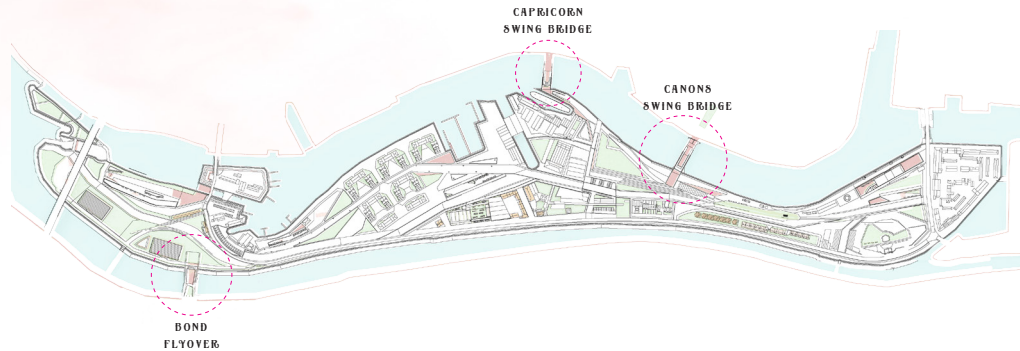 CAPRICORN
SWING BRIDGE
CANONS
SWING BRIDGE
BOND
FLYOVER